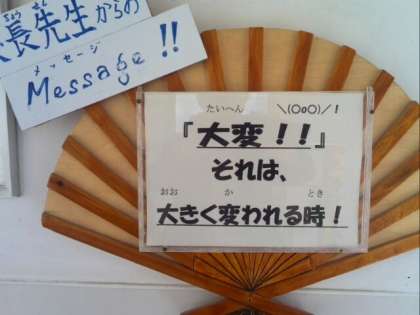 長先生からの
メッセージ
Message!!
たいへん ＼(○o○)／！
『大変！！』
それは、
おお か とき
大きく変われる時！